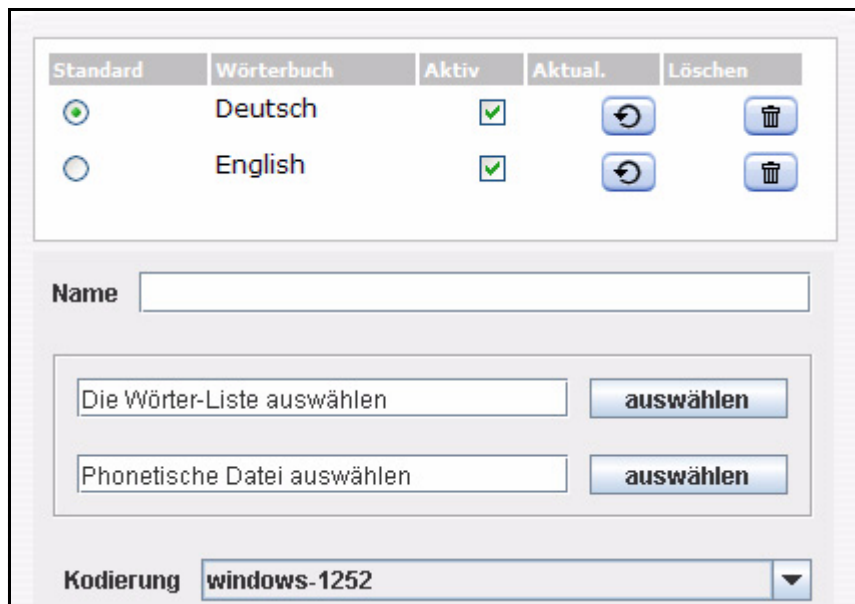 Standard Wörterbuch Aktiv Aktual. Löschen
Deutsch
English
Name
Die Wörter-Liste auswählen auswählen
Phonetische Datei auswählen auswählen
Kodierung windows-1252